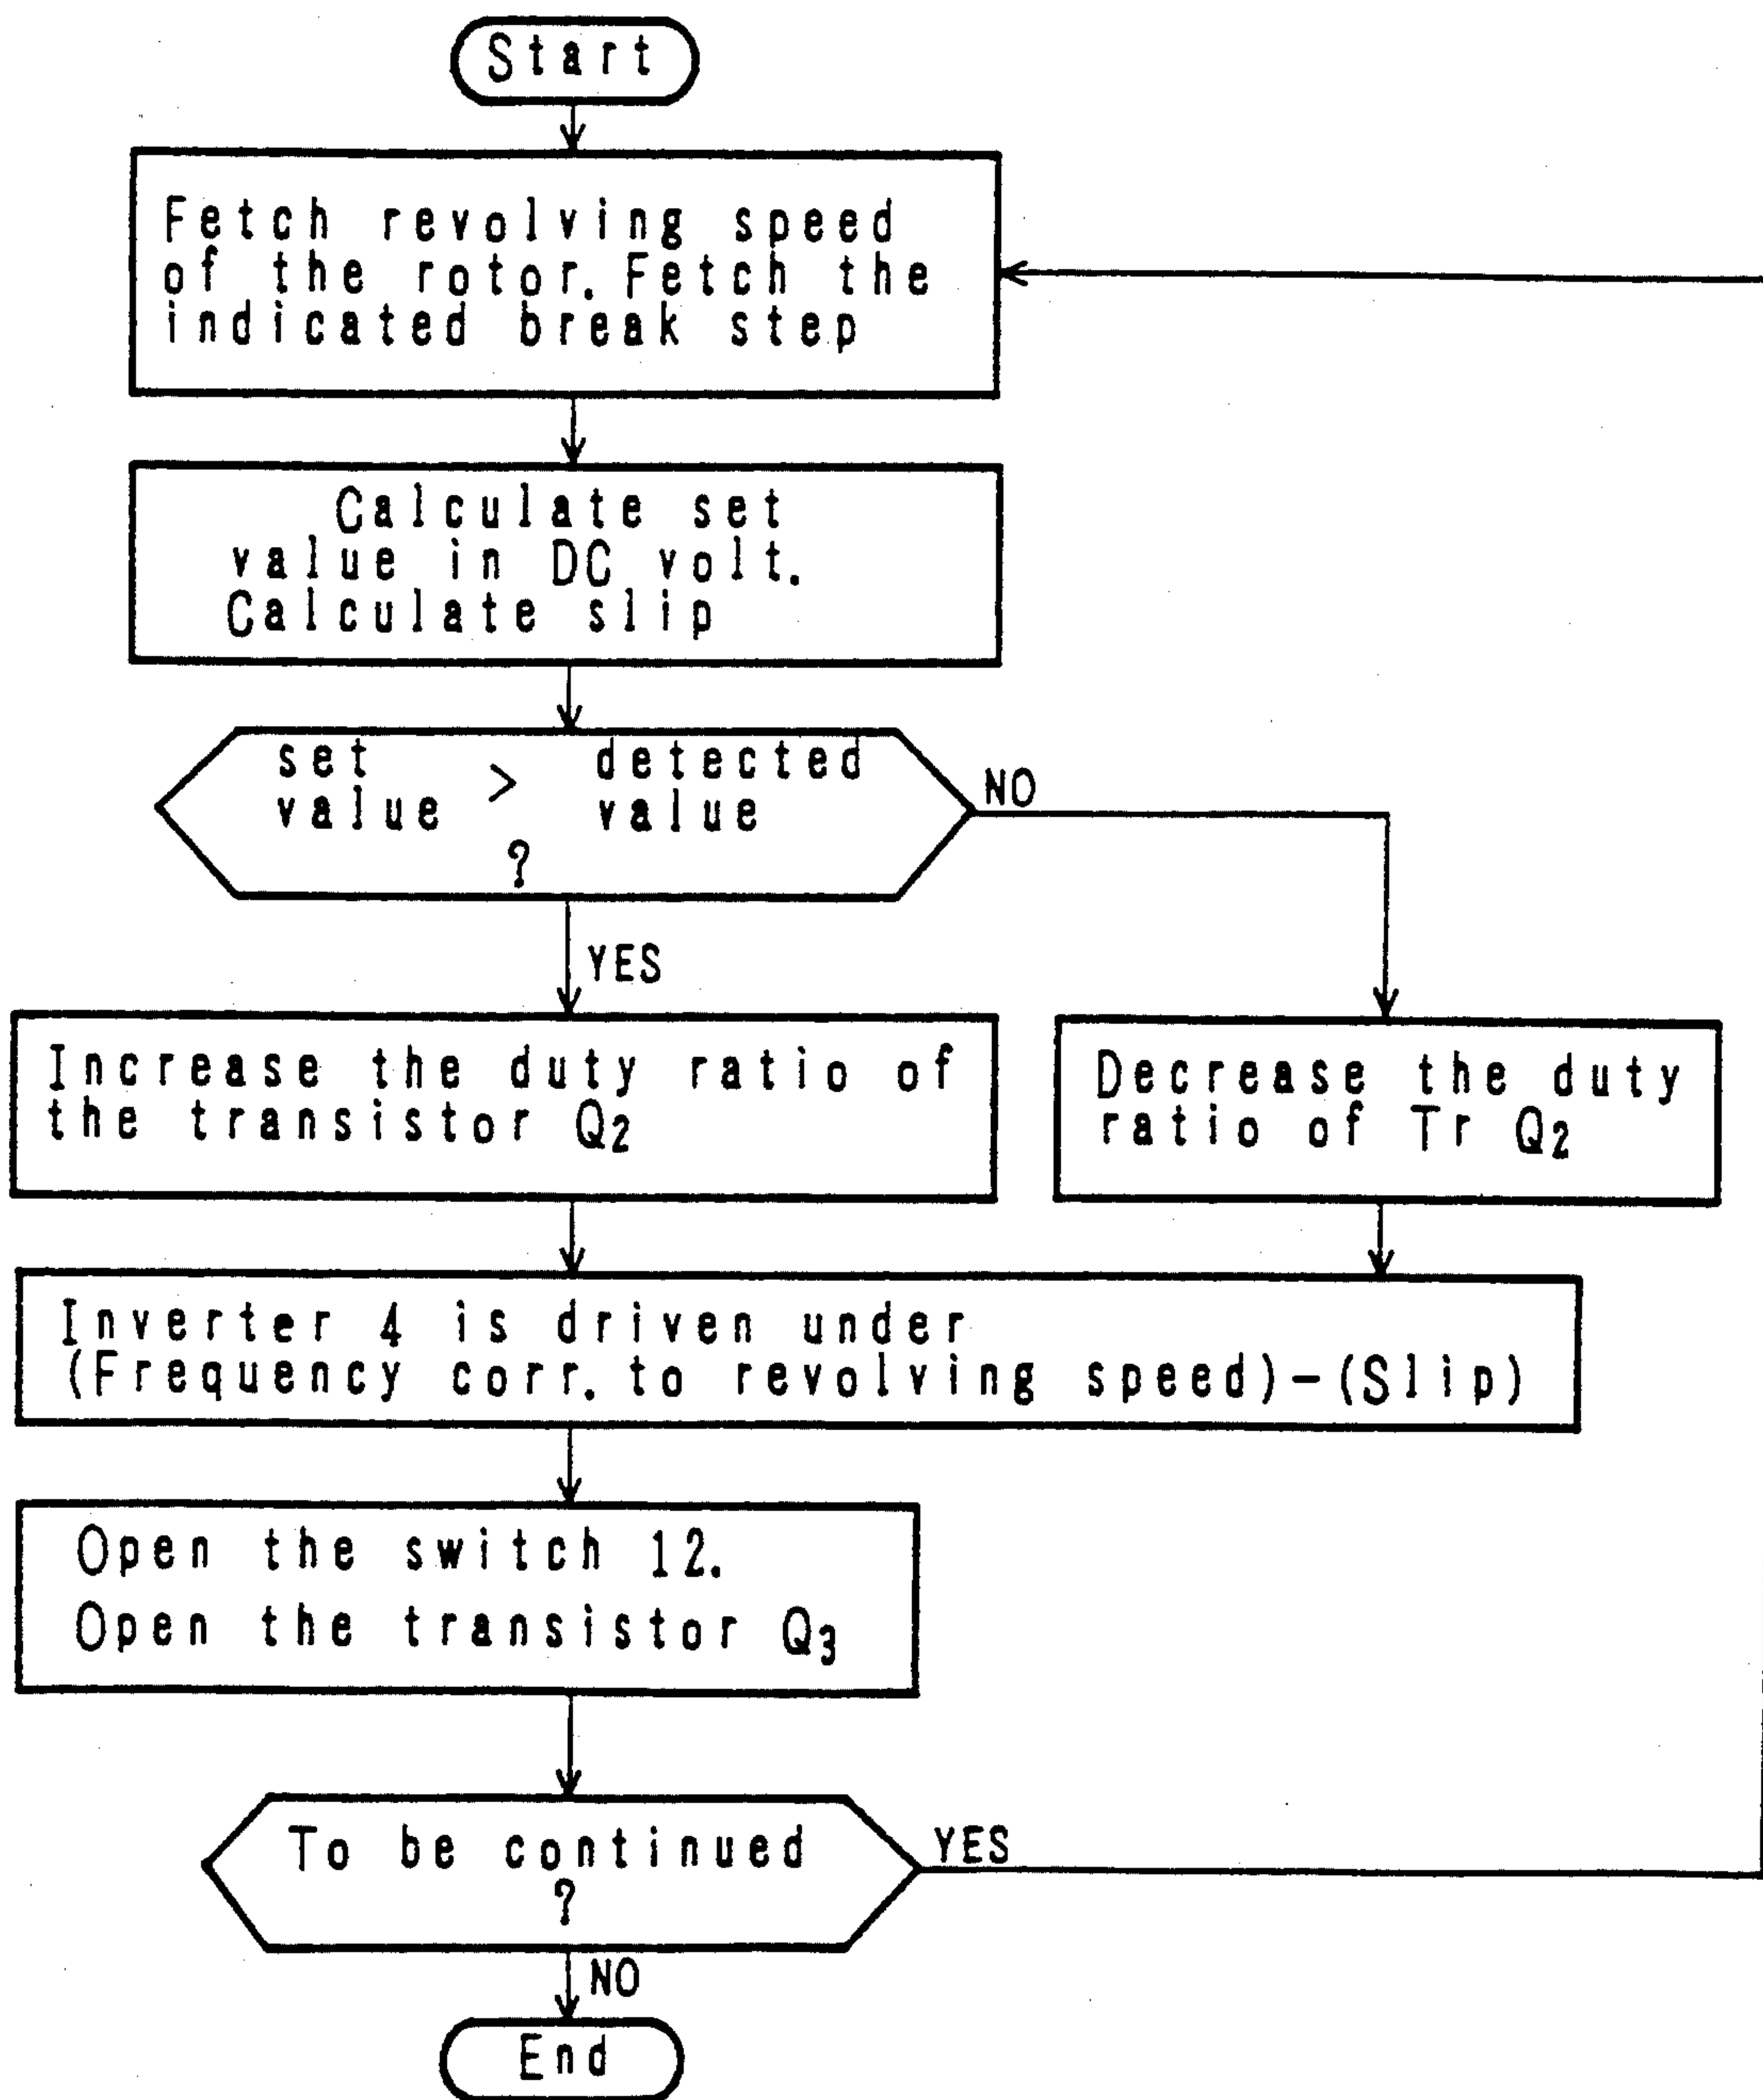 Start
Fetch revolving speed
of the rotor. Fetch the
indicated break step
Calculate set
value in DC volt.
Calculate slip
set > detected
value value
?
NO
YES
Increase the duty ratio of
the transistor Q2
Decrease the duty
ratio of Tr Q2
Inverter 4 is driven under
(Frequency corr. to revolving speed)-(Slip)
Open the switch 12.
Open the transistor Q3
To be continued
?
YES
NO
End